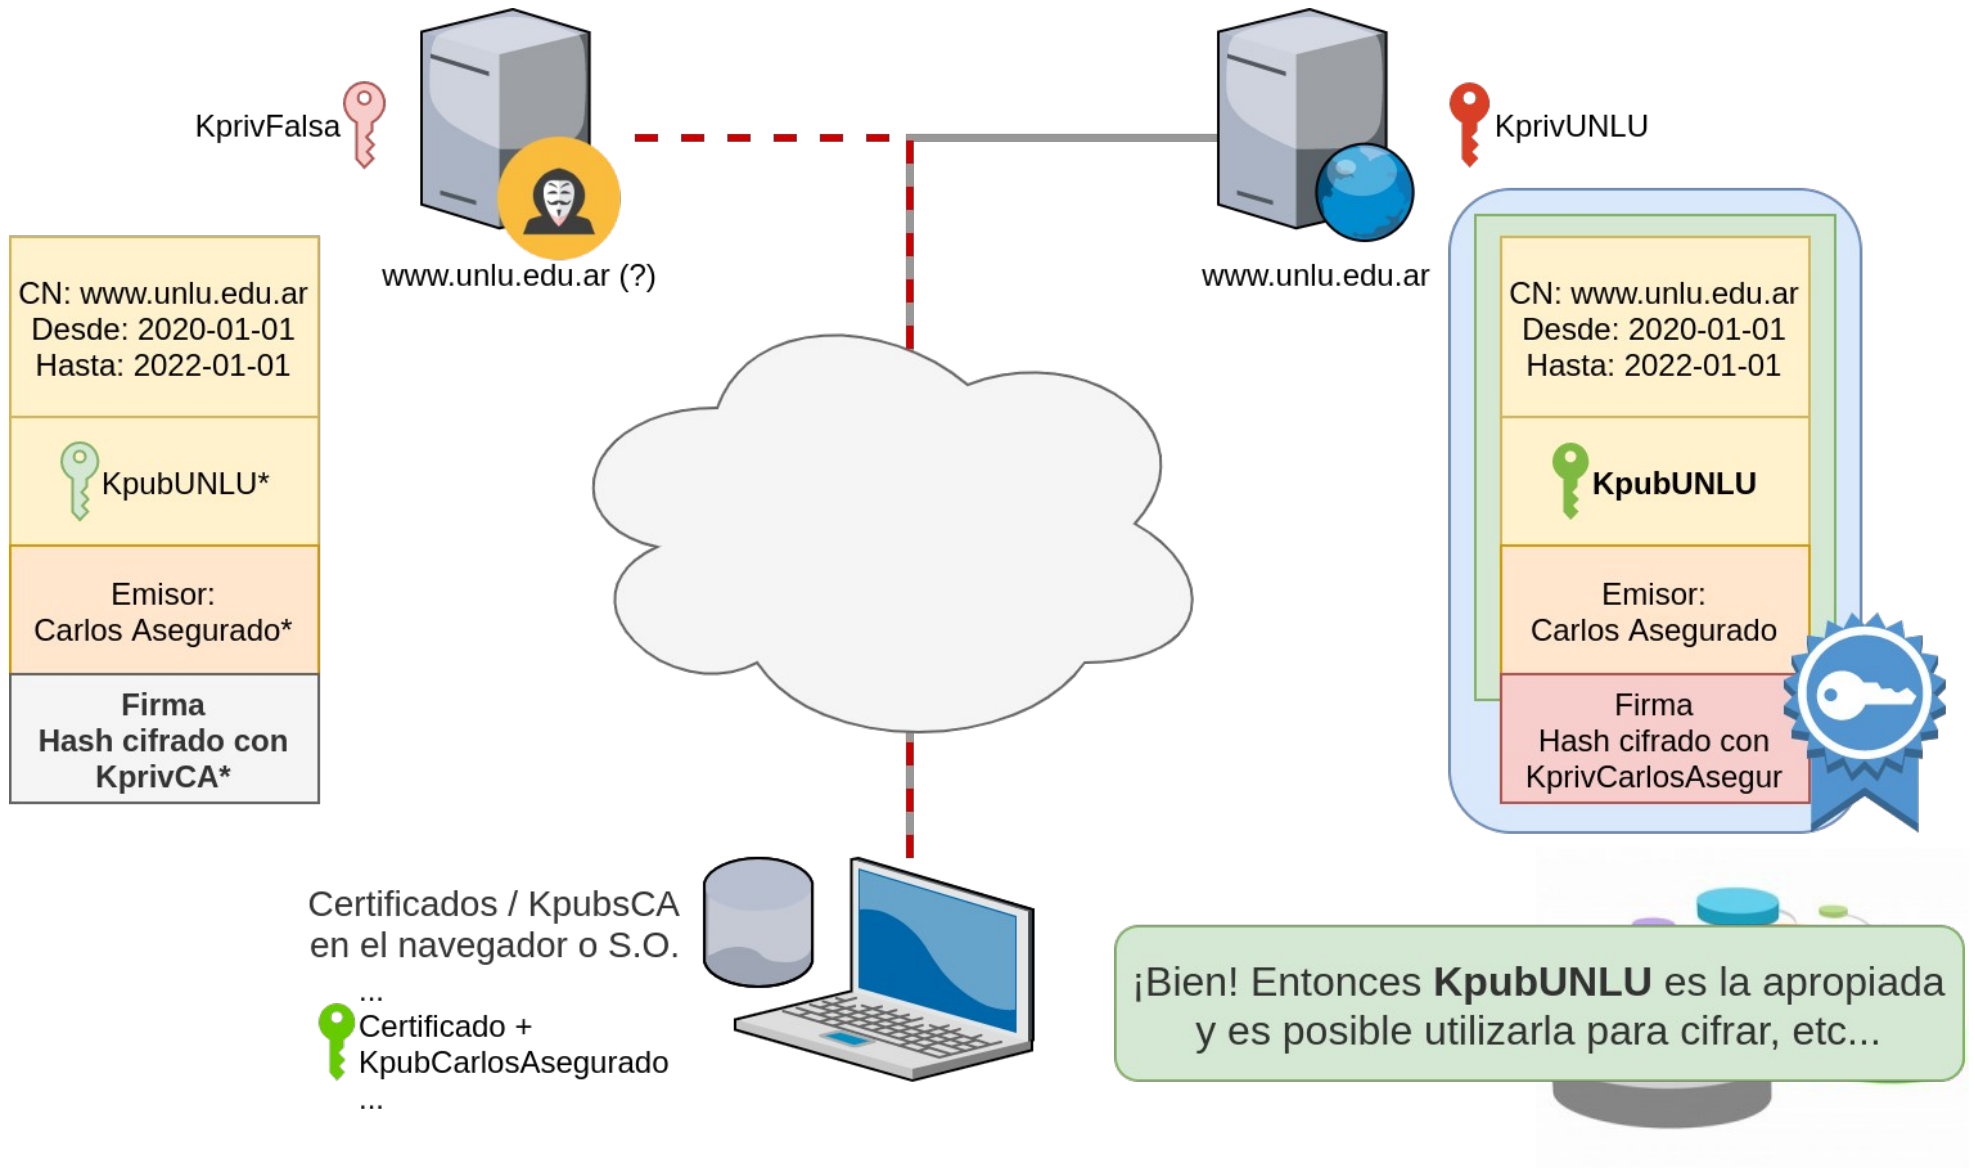 KprivFalsa
KprivUNLU
www.unlu.edu.ar (?)
www.unlu.edu.ar
CN: www.unlu.edu.ar
Desde: 2020-01-01
Hasta: 2022-01-01
KpubUNLU*
Emisor:
Carlos Asegurado*
Firma
Hash cifrado con
KprivCA*
CN: www.unlu.edu.ar
Desde: 2020-01-01
Hasta: 2022-01-01
KpubUNLU
Emisor:
Carlos Asegurado
Firma
Hash cifrado con
KprivCarlosAsegur
Certificados / KpubsCA
en el navegador o S.O.
...
Certificado +
KpubCarlosAsegurado
...
¡Bien! Entonces KpubUNLU es la apropiada
y es posible utilizarla para cifrar, etc...